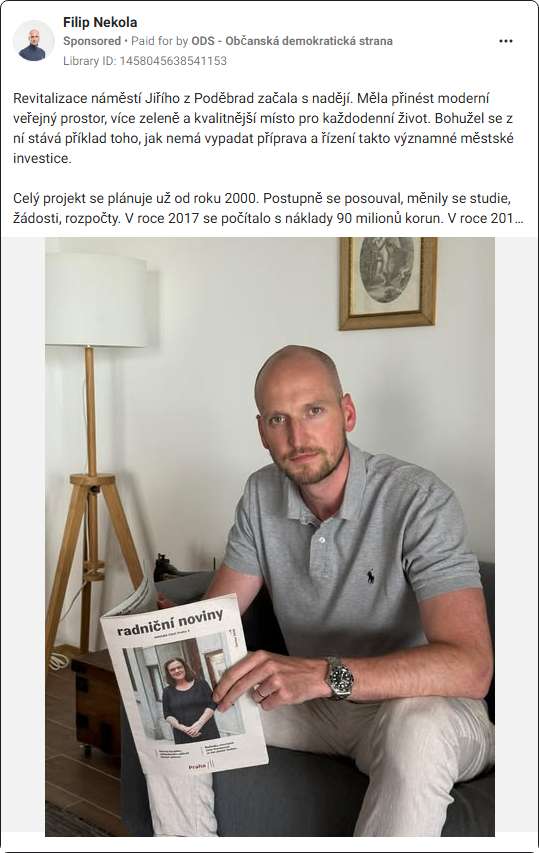 Filip Nekola
Sponsored • Paid for by ODS - Občanská demokratická strana
Library ID: 1458045638541153
Revitalizace náměstí Jiřího z Poděbrad začala s nadějí. Měla přinést moderní
veřejný prostor, více zeleně a kvalitnější místo pro každodenní život. Bohužel se z
ní stává příklad toho, jak nemá vypadat příprava a řízení takto významné městské
investice.
Celý projekt se plánuje už od roku 2000. Postupně se posouval, měnily se studie,
žádosti, rozpočty. V roce 2017 se počítalo s náklady 90 milionů korun. V roce 201...
radniční noviny
Praha